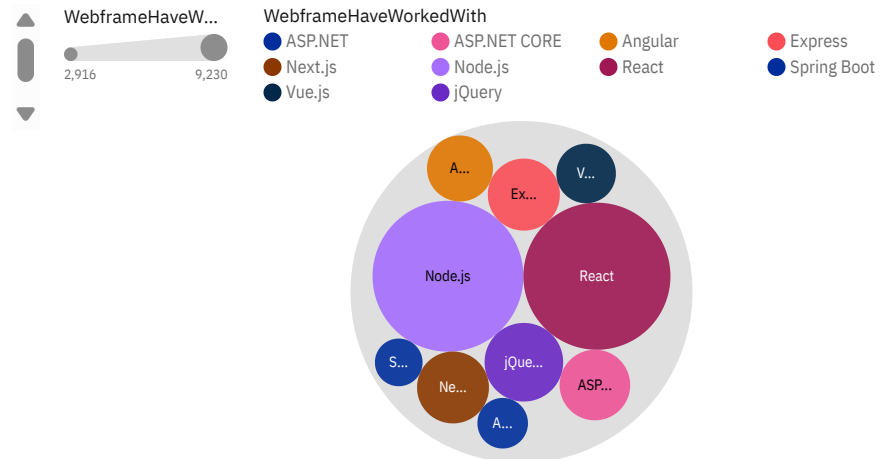 WebframeHaveW...
2,916 9,230
WebframeHaveWorkedWith
ASP.NET ASP.NET CORE Angular Express
Next.js Node.js React Spring Boot
Vue.js jQuery
A...
Ex...
V...
Node.js
React
S...
jQue...
Ne...
ASP...
A...